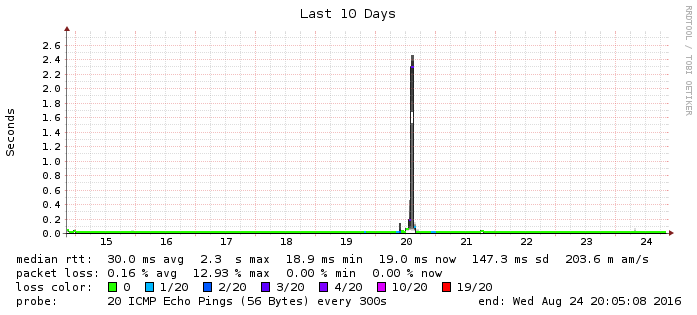 Last 10 Days
RRDTOOL / TOBI OETIKER
Seconds
2.6
2.4
2.2
2.0
1.8
1.6
1.4
1.2
1.0
0.8
0.6
0.4
0.2
0.0
15 16 17 18 19 20 21 22 23 24
median rtt: 30.0 ms avg 2.3 s max 18.9 ms min 19.0 ms now 147.3 ms sd 203.6 m am/s
packet loss: 0.16 % avg 12.93 % max 0.00 % min 0.00 % now
loss color: 0 1/20 2/20 3/20 4/20 10/20 19/20
probe: 20 ICMP Echo Pings (56 Bytes) every 300s end: Wed Aug 24 20:05:08 2016